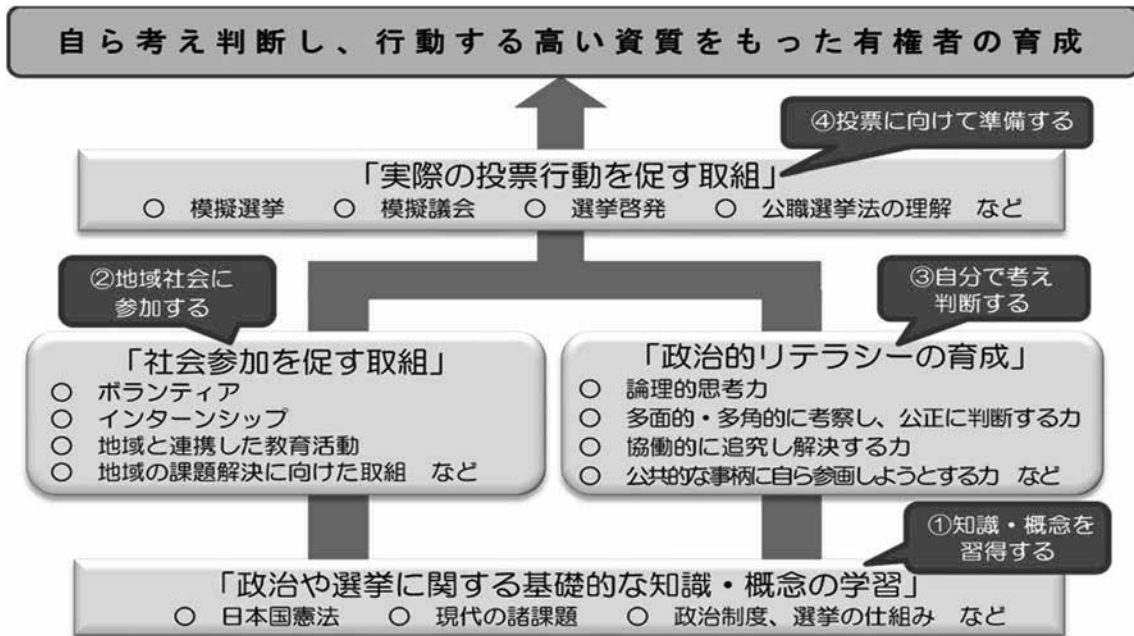 自ら考え判断し、行動する高い資質をもった有権者の育成
④投票に向けて準備する
「実際の投票行動を促す取組」
○ 模擬選挙 ○ 模擬議会 ○ 選挙啓発 ○ 公職選挙法の理解 など
②地域社会に
参加する
③自分で考え
判断する
「社会参加を促す取組」
○ ボランティア
○ インターンシップ
○ 地域と連携した教育活動
○ 地域の課題解決に向けた取組 など
「政治的リテラシーの育成」
○ 論理的思考力
○ 多面的・多角的に考察し、公正に判断する力
○ 協働的に追究し解決する力
○ 公共的な事柄に自ら参画しようとする力 など
①知識・概念を
習得する
「政治や選挙に関する基礎的な知識・概念の学習」
○ 日本国憲法 ○ 現代の諸課題 ○ 政治制度、選挙の仕組み など